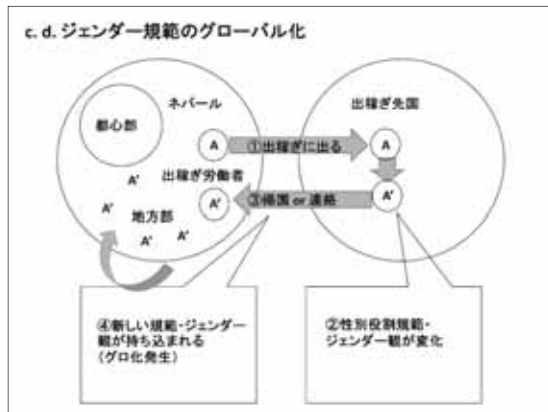 c. d. ジェンダー規範のグローバル化
ネパール
都心部
A
①出稼ぎに出る
出稼ぎ先国
A
A'
出稼ぎ労働者
A'
③帰国 or 連絡
A'
A'
地方部
A'
A'
④新しい規範・ジェンダー
観が持ち込まれる
(グロ化発生)
②性別役割規範・
ジェンダー観が変化